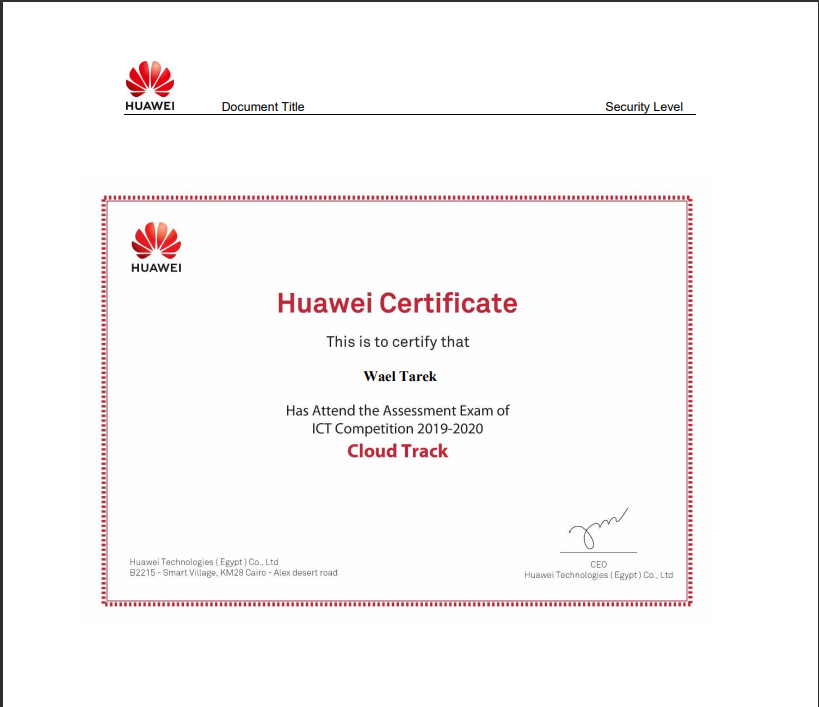 HUAWEI
Document Title
Security Level
HUAWEI
Huawei Certificate
This is to certify that
Wael Tarek
Has Attend the Assessment Exam of
ICT Competition 2019-2020
Cloud Track
Huawei Technologies ( Egypt ) Co., Ltd
B2215 - Smart Village, KM28 Cairo - Alex desert road
CEO
Huawei Technologies ( Egypt ) Co., Ltd